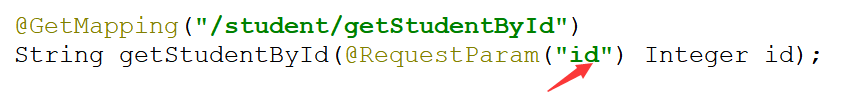 @GetMapping("/student/getStudentById")
String getStudentById(@RequestParam("id") Integer id);